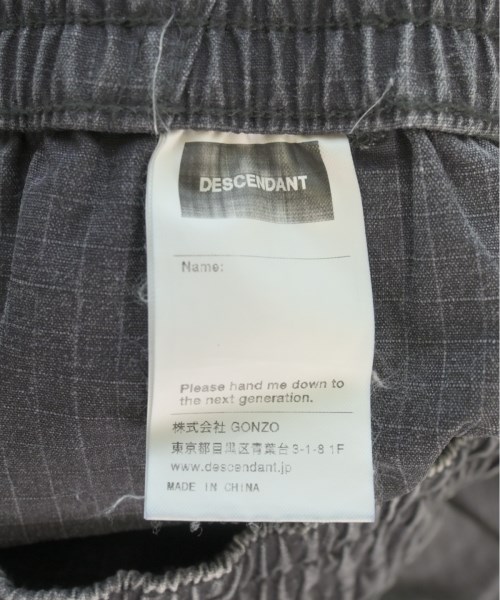 DESCENDANT
Name:
Please hand me down to
the next generation.
株式会社 GONZO
東京都目黒区青葉台3-1-8 1F
www.descendant.jp
MADE IN CHINA